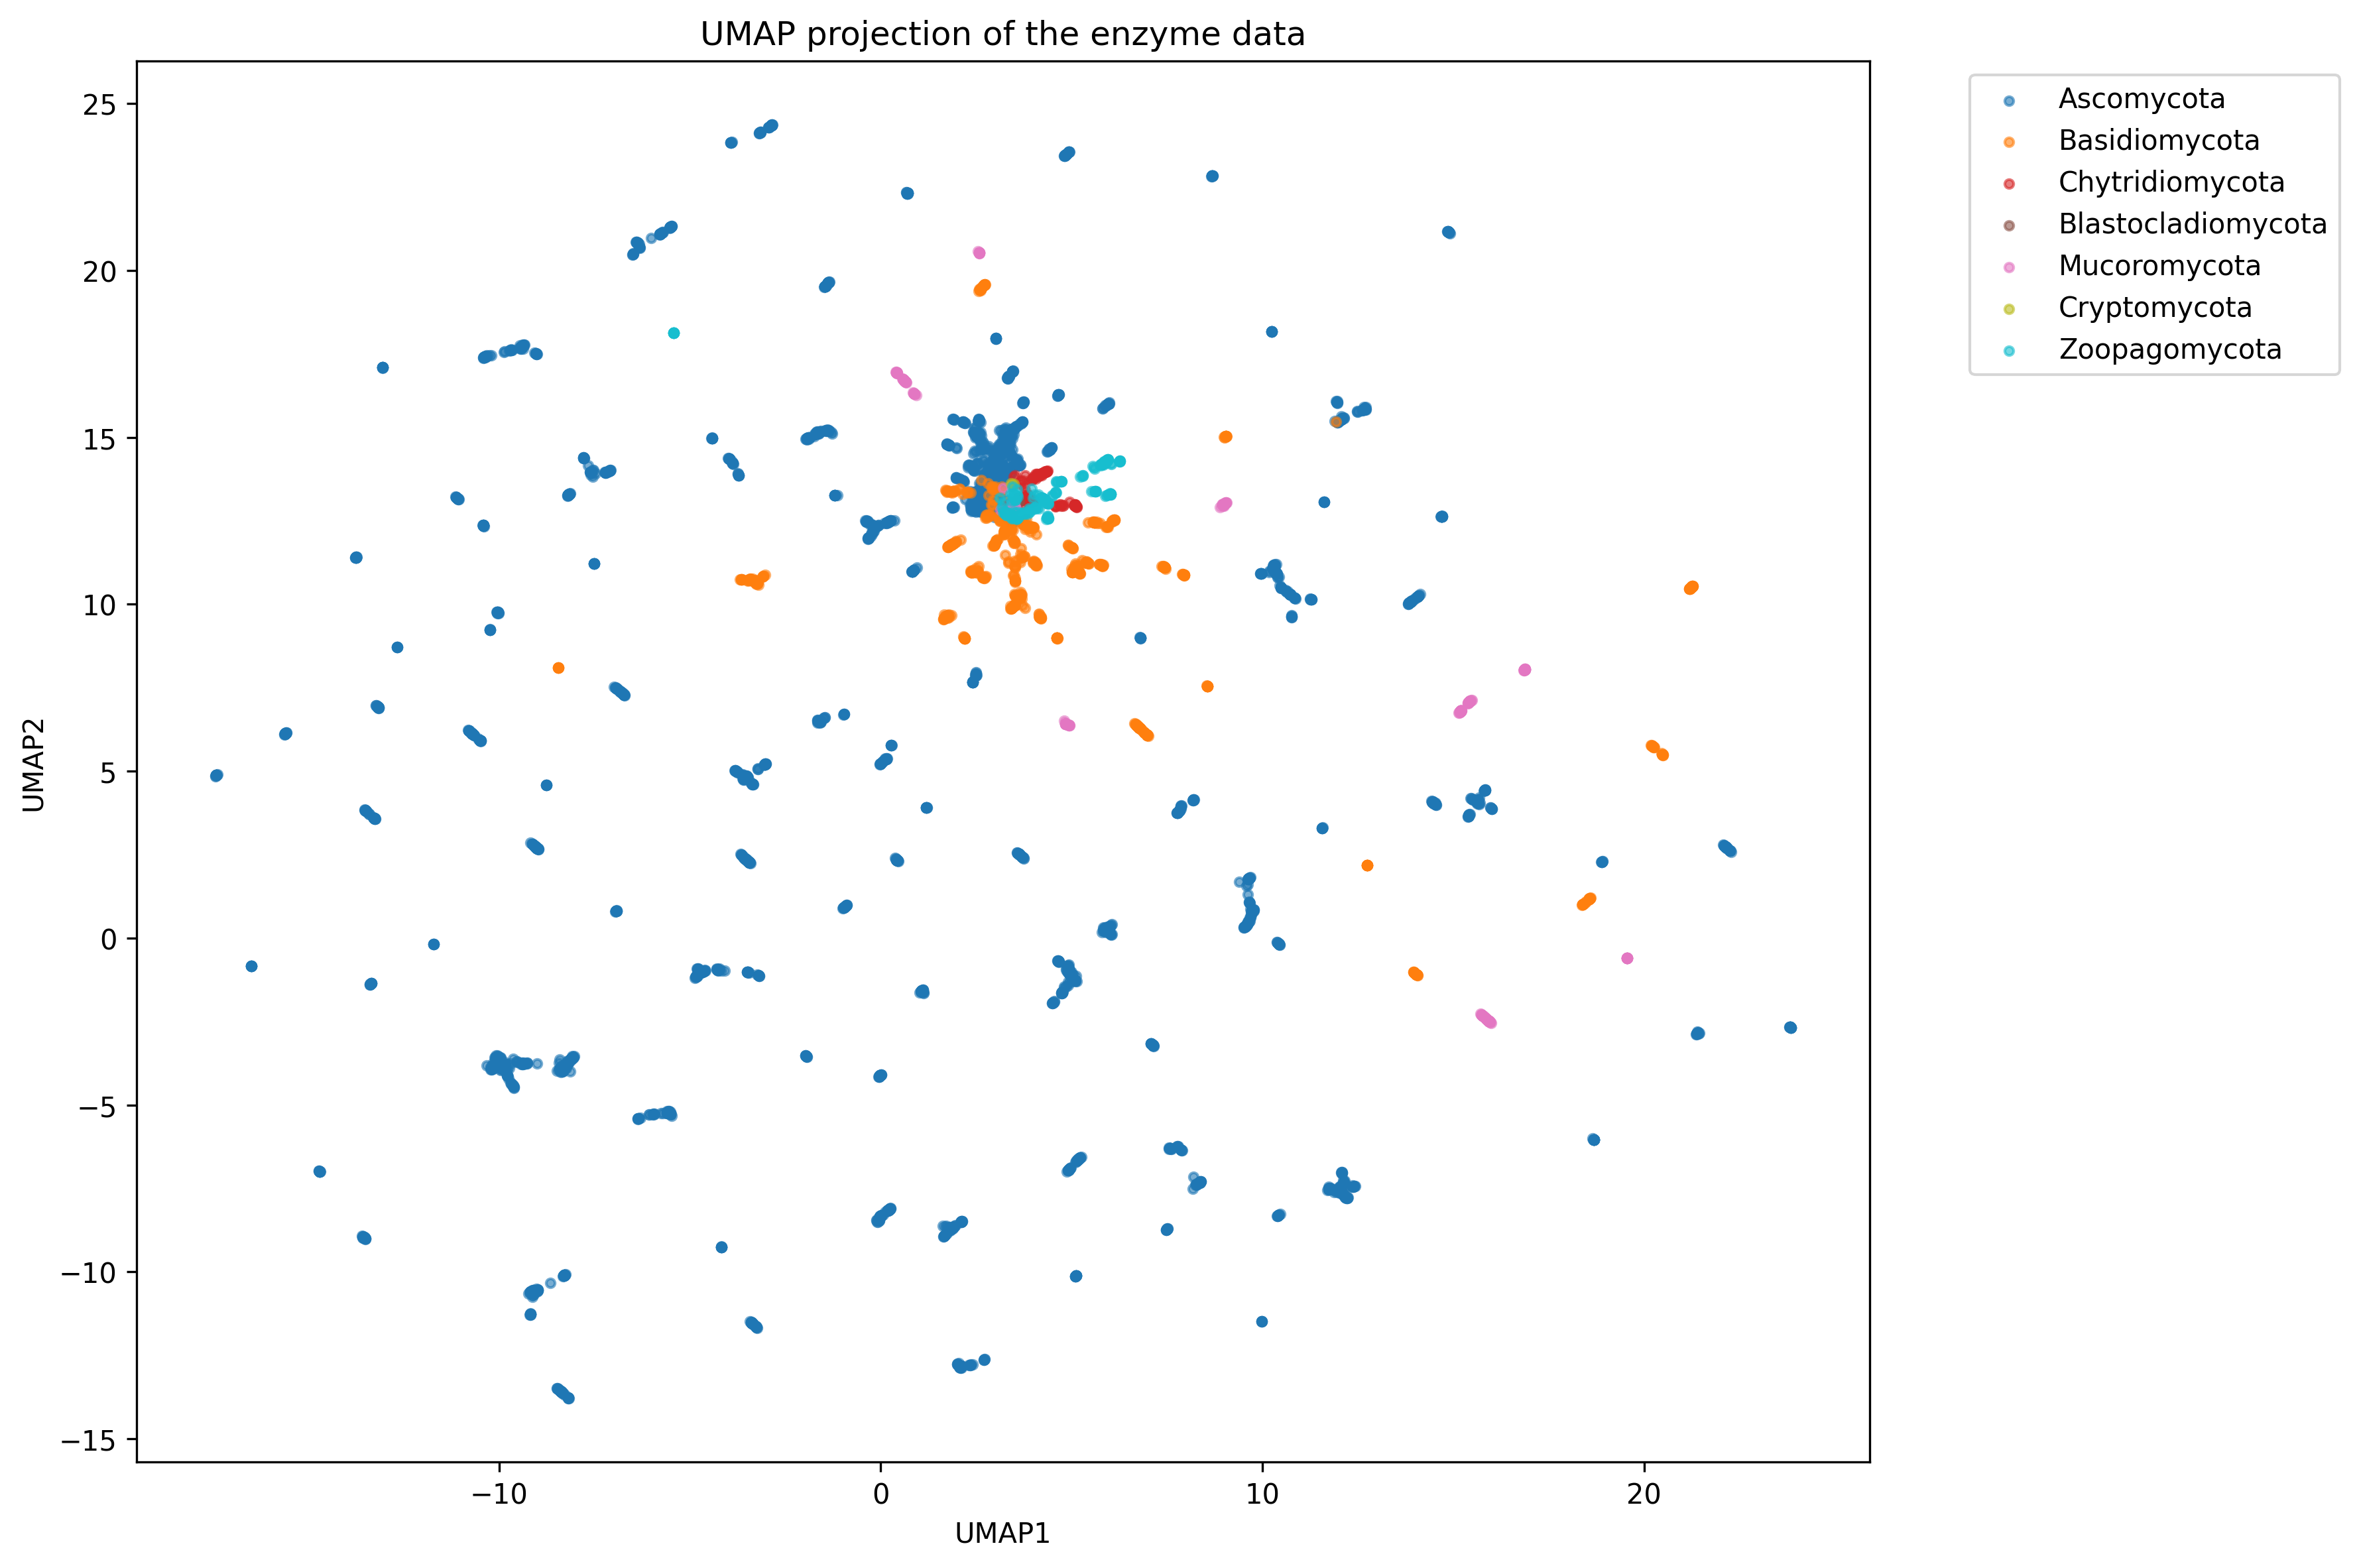 UMAP projection of the enzyme data
25
20
15
10
5
0
−5
−10
−15
UMAP2
−10
0
10
20
UMAP1
Ascomycota
Basidiomycota
Chytridiomycota
Blastocladiomycota
Mucoromycota
Cryptomycota
Zoopagomycota